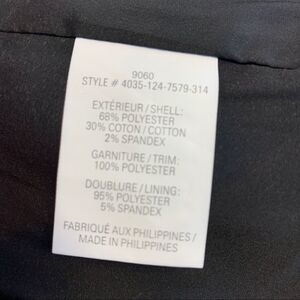 9060
STYLE # 4035-124-7579-314
EXTÉRIEUR / SHELL:
68% POLYESTER
30% COTON / COTTON
2% SPANDEX
GARNITURE / TRIM:
100% POLYESTER
DOUBLURE / LINING:
95% POLYESTER
5% SPANDEX
FABRIQUÉ AUX PHILIPPINES /
MADE IN PHILIPPINES